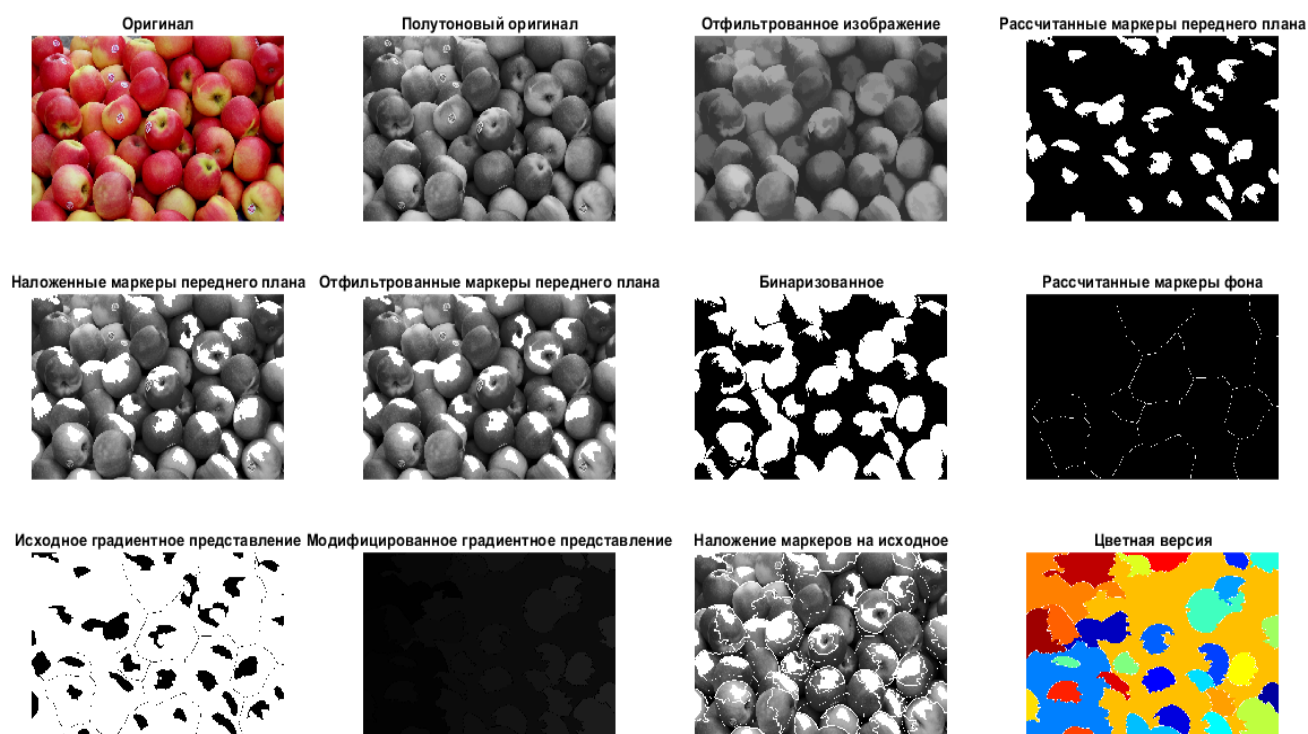 Оригинал
Полутоновый оригинал
Отфильтрованное изображение
Рассчитанные маркеры переднего плана
Наложенные маркеры переднего плана
Отфильтрованные маркеры переднего плана
Бинаризованное
Рассчитанные маркеры фона
Исходное градиентное представление
Модифицированное градиентное представление
Наложение маркеров на исходное
Цветная версия